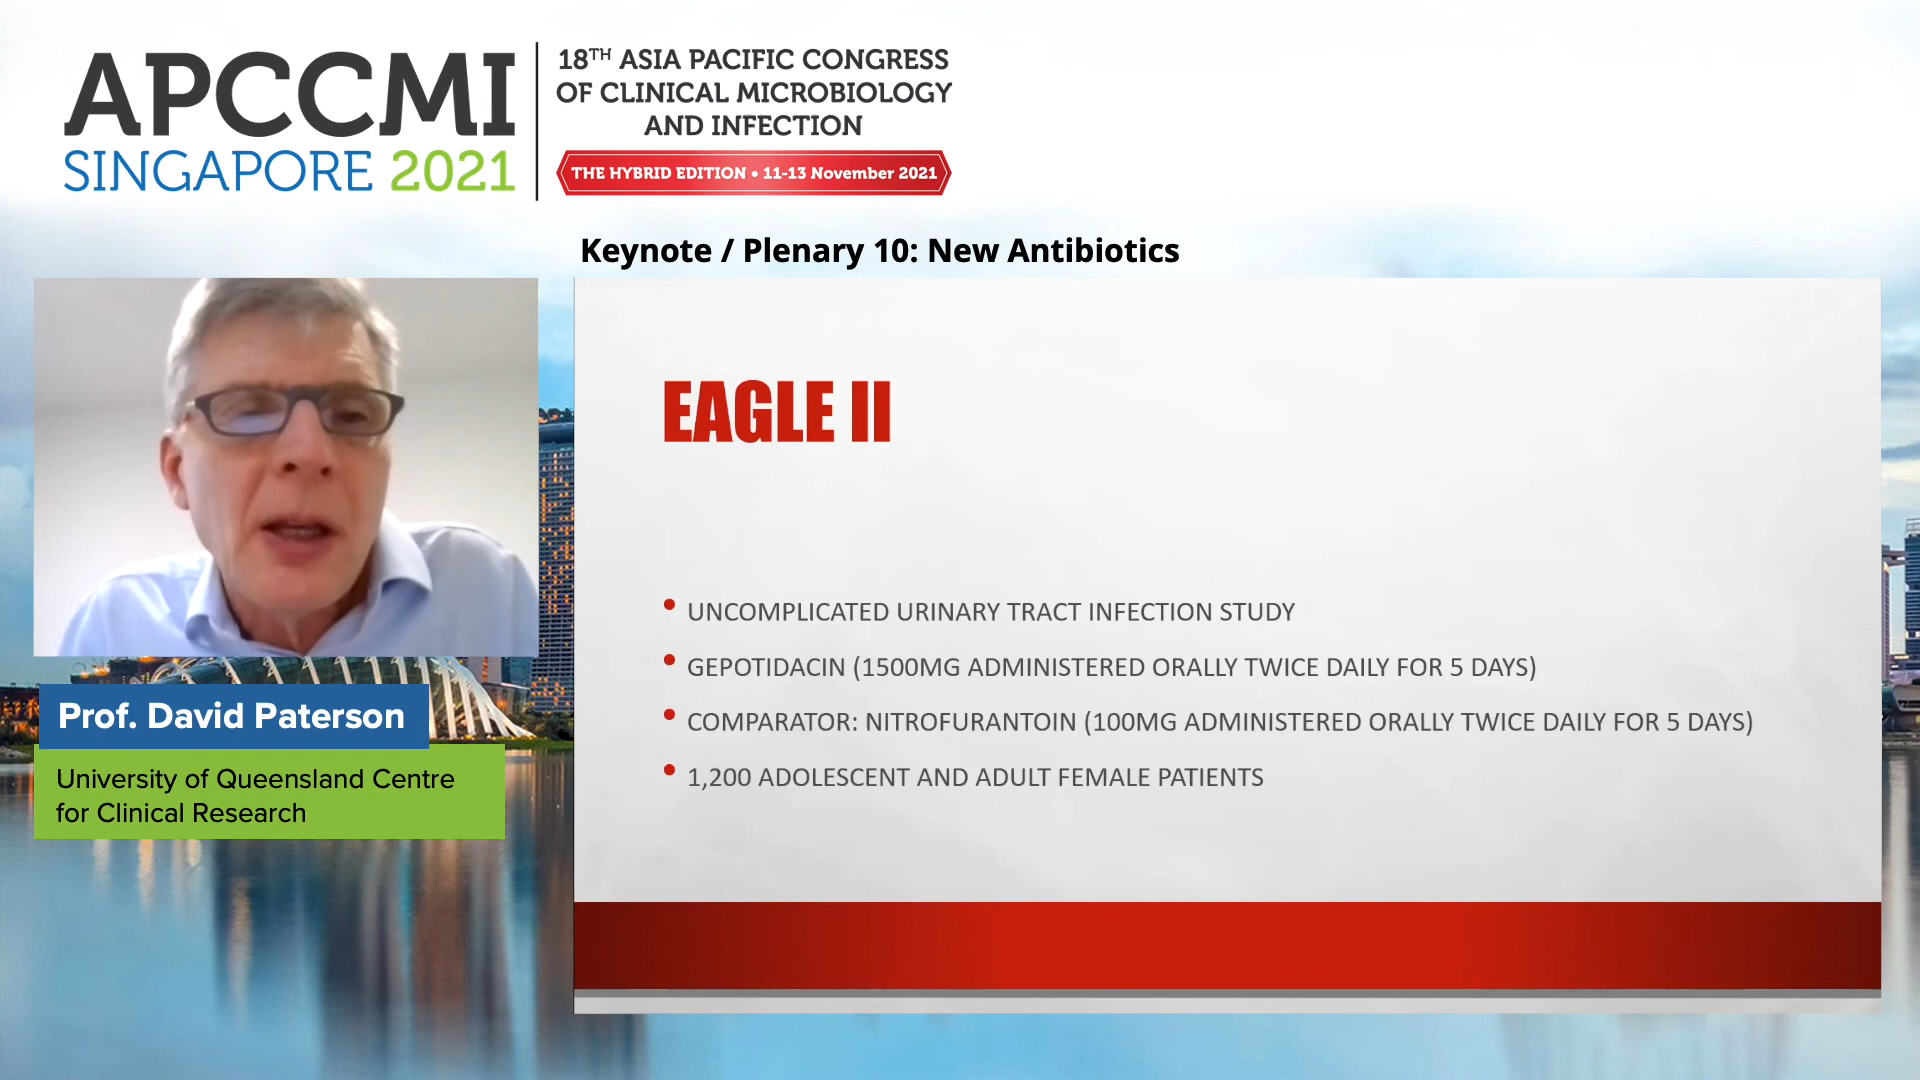 APCCMI
SINGAPORE 2021
18TH ASIA PACIFIC CONGRESS
OF CLINICAL MICROBIOLOGY
AND INFECTION
THE HYBRID EDITION • 11-13 November 2021
Keynote / Plenary 10: New Antibiotics
EAGLE II
• UNCOMPLICATED URINARY TRACT INFECTION STUDY
• GEPOTIDACIN (1500MG ADMINISTERED ORALLY TWICE DAILY FOR 5 DAYS)
• COMPARATOR: NITROFURANTOIN (100MG ADMINISTERED ORALLY TWICE DAILY FOR 5 DAYS)
• 1,200 ADOLESCENT AND ADULT FEMALE PATIENTS
Prof. David Paterson
University of Queensland Centre
for Clinical Research